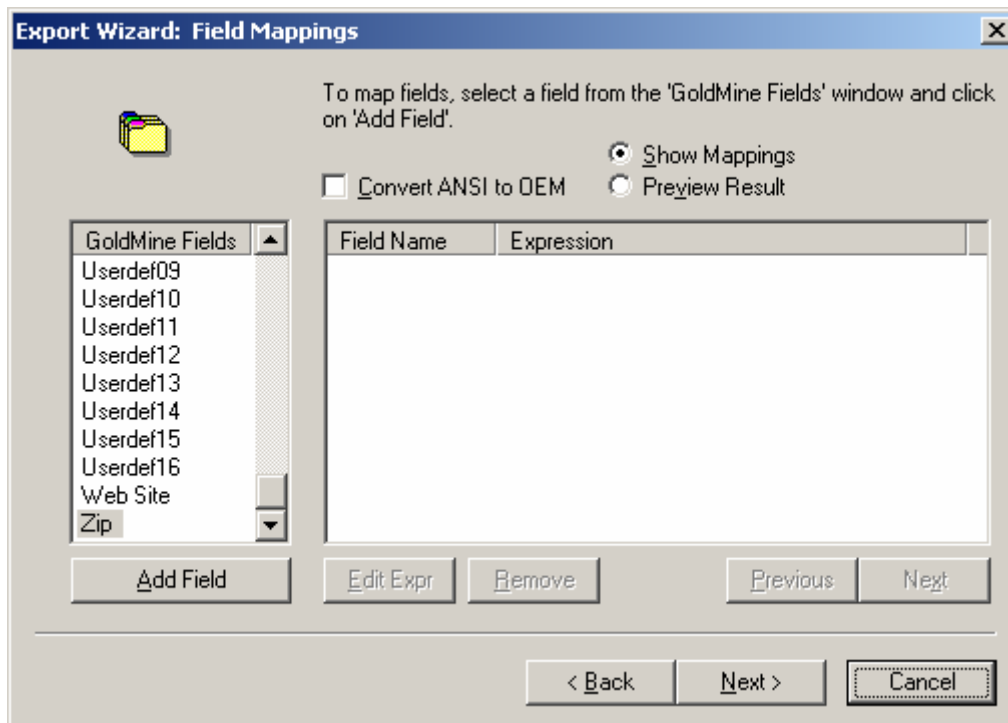 Export Wizard: Field Mappings
To map fields, select a field from the 'GoldMine Fields' window and click
on 'Add Field'.
Show Mappings
Convert ANSI to OEM
Preview Result
GoldMine Fields
Userdef09
Userdef10
Userdef11
Userdef12
Userdef13
Userdef14
Userdef15
Userdef16
Web Site
Zip
Field Name
Expression
Add Field
Edit Expr
Remove
Previous
Next
< Back
Next >
Cancel